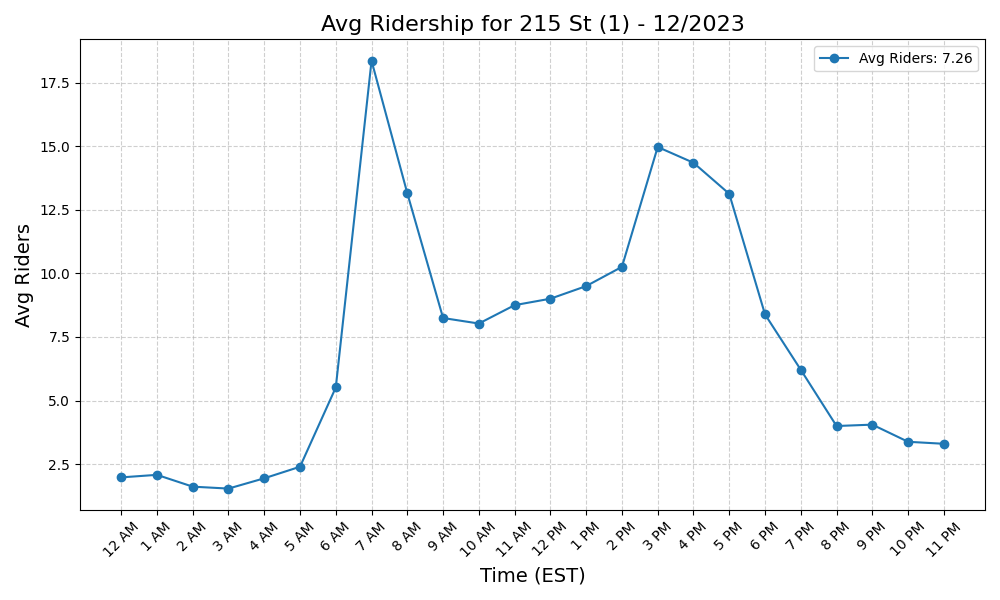 Avg Ridership for 215 St (1) - 12/2023
Avg Riders: 7.26
Avg Riders
17.5
15.0
12.5
10.0
7.5
5.0
2.5
12 AM
1 AM
2 AM
3 AM
4 AM
5 AM
6 AM
7 AM
8 AM
9 AM
10 AM
11 AM
12 PM
1 PM
2 PM
3 PM
4 PM
5 PM
6 PM
7 PM
8 PM
9 PM
10 PM
11 PM
Time (EST)